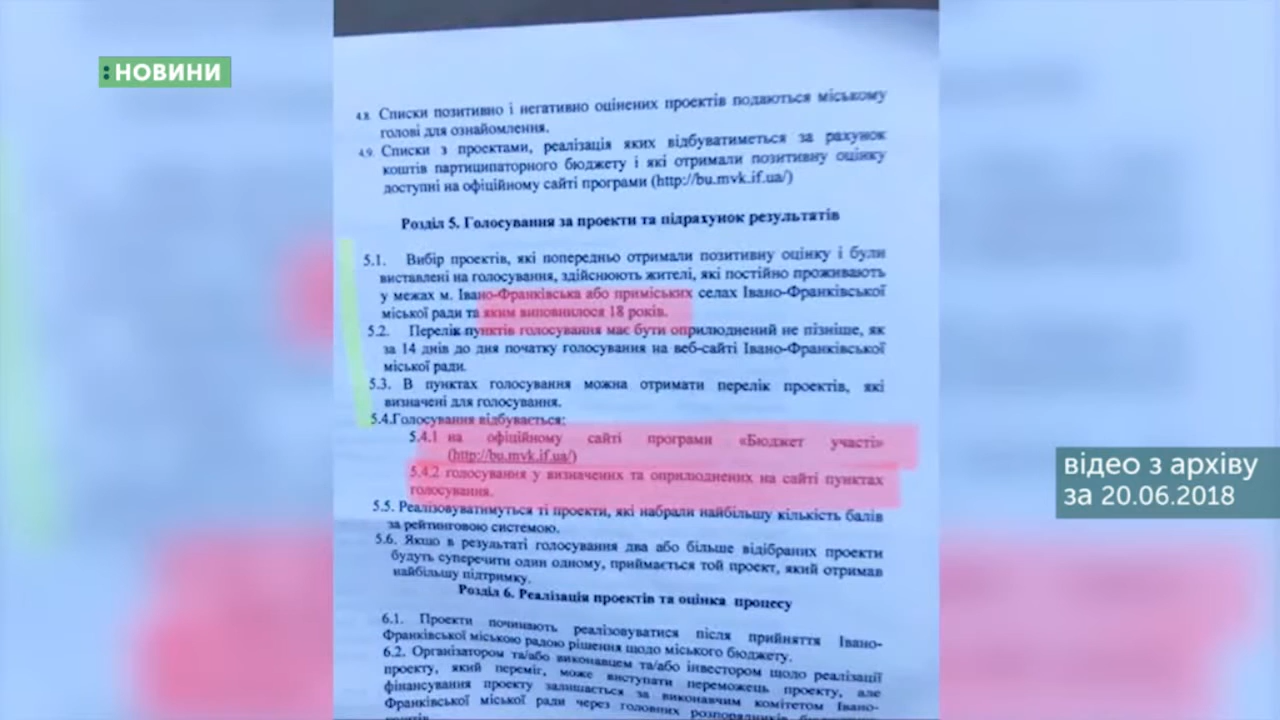 :НОВИНИ
4.8. Списки позитивно і негативно оцінених проектів подаються міському
голові для ознайомлення.
4.9. Списки з проектами, реалізація яких відбуватиметься за рахунок
коштів партиципаторного бюджету і які отримали позитивну оцінку
доступні на офіційному сайті програми (http://bu.mvk.if.ua/)
Розділ 5. Голосування за проекти та підрахунок результатів
5.1. Вибір проектів, які попередньо отримали позитивну оцінку і були
виставлені на голосування, здійснюють жителі, які постійно проживають
у межах м. Івано-Франківська або приміських селах Івано-Франківської
міської ради та яким виповнилося 18 років.
5.2. Перелік пунктів голосування має бути оприлюднений не пізніше, як
за 14 днів до дня початку голосування на веб-сайті Івано-Франківської
міської ради.
5.3. В пунктах голосування можна отримати перелік проектів, які
визначені для голосування.
5.4.Голосування відбувається:
5.4.1 на офіційному сайті програми «Бюджет участі»
(http://bu.mvk.if.ua/)
5.4.2 голосування у визначених та оприлюднених на сайті пунктах
голосування.
5.5. Реалізовуватимуться ті проекти, які набрали найбільшу кількість балів
за рейтинговою системою.
5.6. Якщо в результаті голосування два або більше відібраних проекти
будуть суперечити один одному, приймається той проект, який отримав
найбільшу підтримку.
Розділ 6. Реалізація проектів та оцінка процесу
6.1. Проекти починають реалізовуватися після прийняття Івано-
Франківської міською радою рішення щодо міського бюджету.
6.2. Організатором та/або виконавцем та/або інвестором щодо реалізації
проекту, який переміг, може виступати переможець проекту, але
фінансування проекту залишається за виконавчим комітетом Івано-
Франківської міської ради через головних розпорядників
відео з архіву
за 20.06.2018